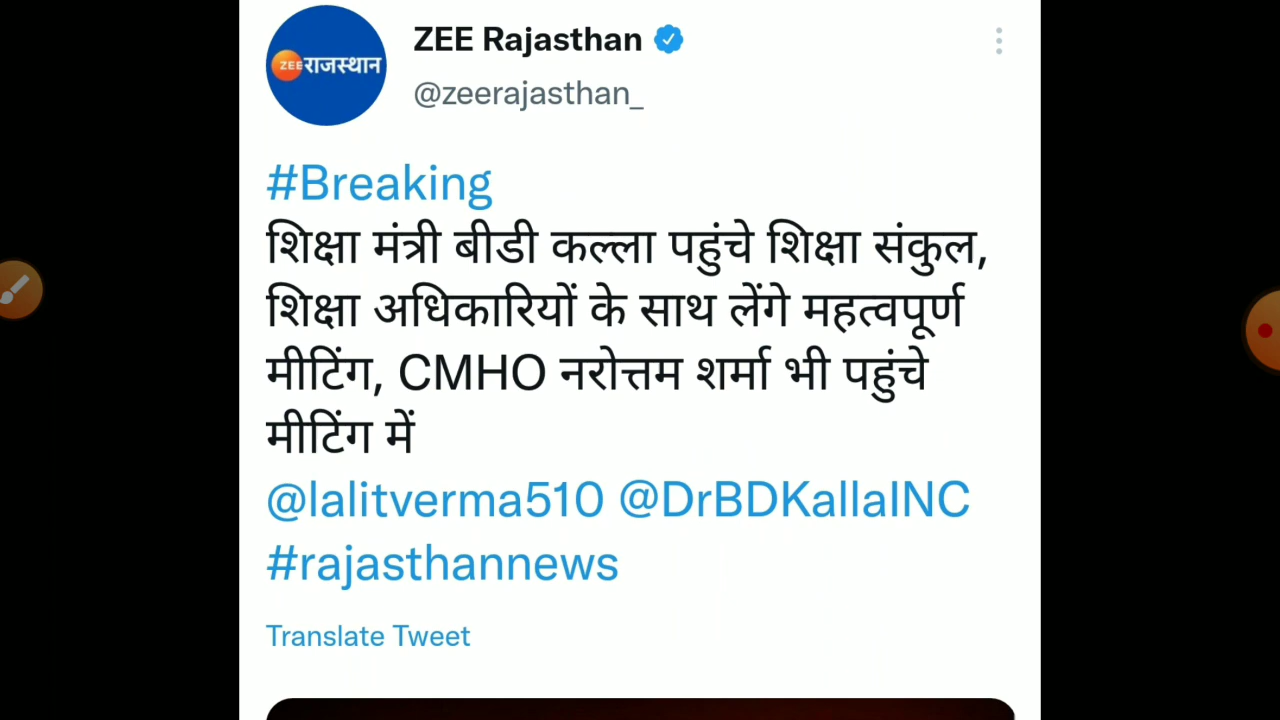 ZEE राजस्थान
ZEE Rajasthan
@zeerajasthan_
#Breaking
शिक्षा मंत्री बीडी कल्ला पहुंचे शिक्षा संकुल,
शिक्षा अधिकारियों के साथ लेंगे महत्वपूर्ण
मीटिंग, CMHO नरोत्तम शर्मा भी पहुंचे
मीटिंग में
@lalitverma510 @DrBDKallaINC
#rajasthannews
Translate Tweet